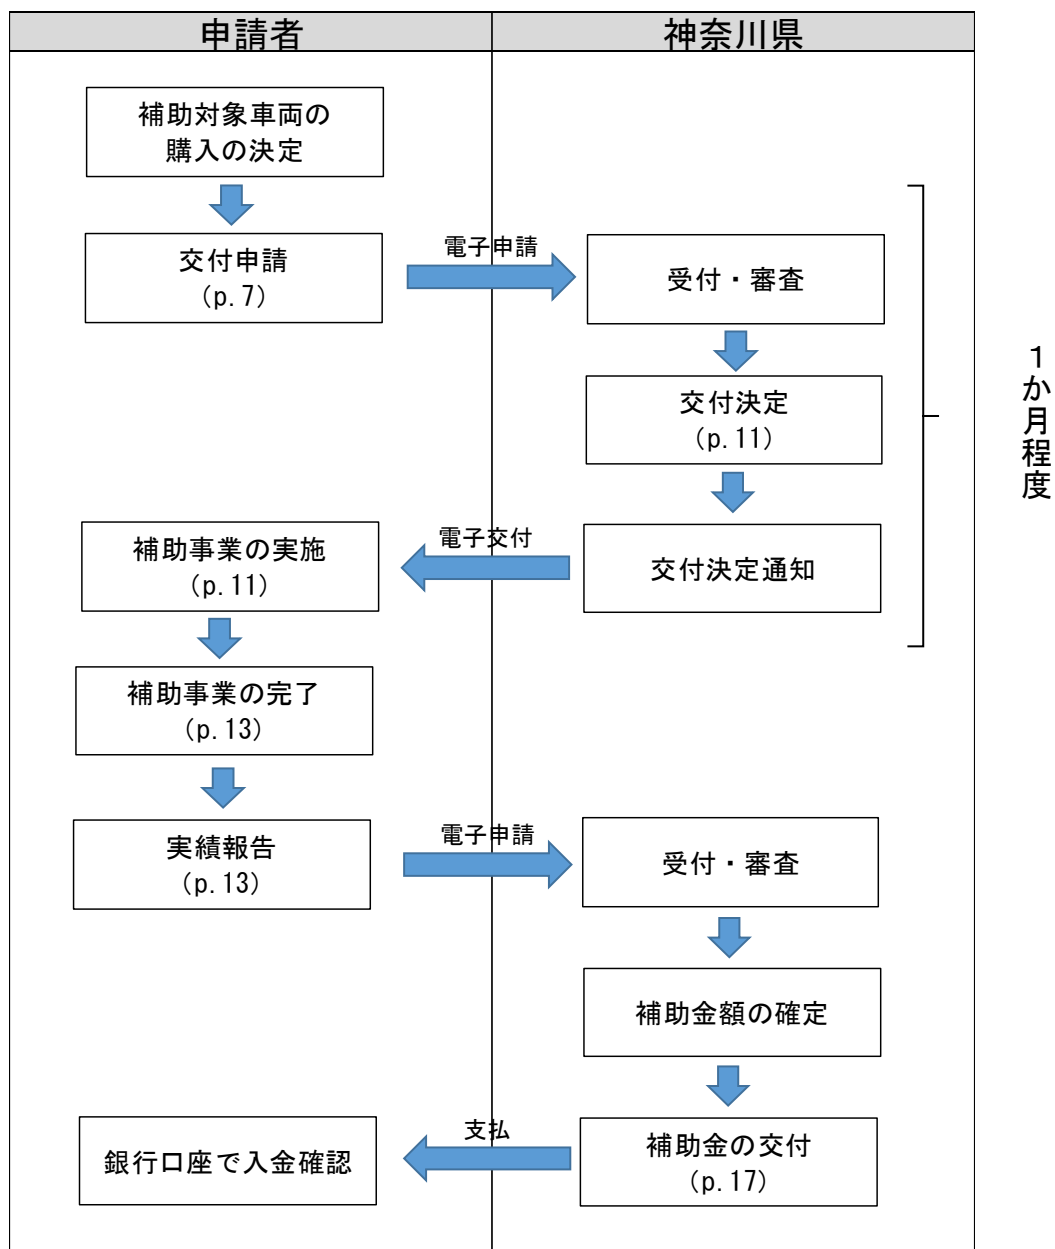 申請者
神奈川県
補助対象車両の
購入の決定
交付申請
(p.7)
電子申請
受付・審査
交付決定
(p.11)
交付決定通知
電子交付
1か月程度
補助事業の実施
(p.11)
補助事業の完了
(p.13)
実績報告
(p.13)
電子申請
受付・審査
補助金額の確定
補助金の交付
(p.17)
支払
銀行口座で入金確認